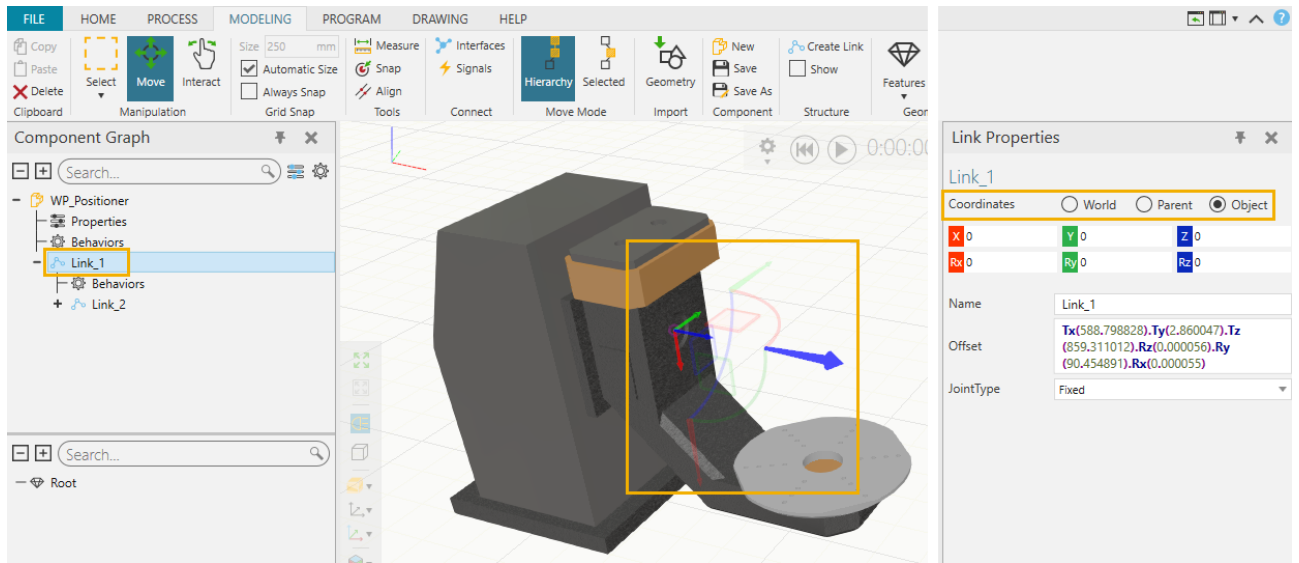 FILE HOME PROCESS MODELING PROGRAM DRAWING HELP
Copy
Paste
Delete
Clipboard
Select
Move
Interact
Manipulation
Size 250 mm
Automatic Size
Always Snap
Grid Snap
Measure
Snap
Align
Tools
Interfaces
Signals
Connect
Hierarchy
Selected
Move Mode
Geometry
Import
New
Save
Save As
Component
Create Link
Show
Structure
Features
Geor
Component Graph
Search...
WP_Positioner
Properties
Behaviors
Link_1
Behaviors
Link_2
Search...
Root
0:00:00
Link Properties
Link_1
Coordinates World Parent Object
X 0 Y 0 Z 0
Rx 0 Ry 0 Rz 0
Name Link_1
Offset Tx(588.798828).Ty(2.860047).Tz
(859.311012).Rz(0.000056).Ry
(90.454891).Rx(0.000055)
JointType Fixed